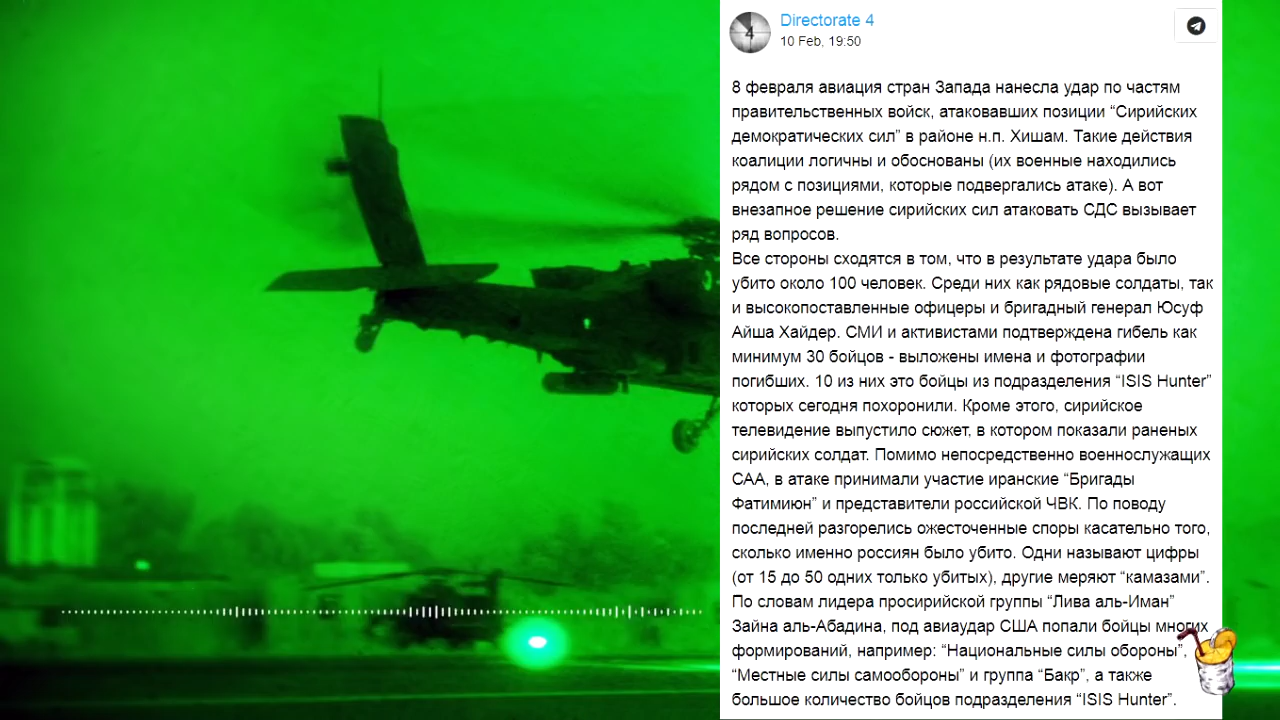 Directorate 4
4
10 Feb, 19:50
8 февраля авиация стран Запада нанесла удар по частям
правительственных войск, атаковавших позиции “Сирийских
демократических сил” в районе н.п. Хишам. Такие действия
коалиции логичны и обоснованы (их военные находились
рядом с позициями, которые подвергались атаке). А вот
внезапное решение сирийских сил атаковать СДС вызывает
ряд вопросов.
Все стороны сходятся в том, что в результате удара было
убито около 100 человек. Среди них как рядовые солдаты, так
и высокопоставленные офицеры и бригадный генерал Юсуф
Айша Хайдер. СМИ и активистами подтверждена гибель как
минимум 30 бойцов - выложены имена и фотографии
погибших. 10 из них это бойцы из подразделения “ISIS Hunter”
которых сегодня похоронили. Кроме этого, сирийское
телевидение выпустило сюжет, в котором показали раненых
сирийских солдат. Помимо непосредственно военнослужащих
САА, в атаке принимали участие иранские “Бригады
Фатимиюн” и представители российской ЧВК. По поводу
последней разгорелись ожесточенные споры касательно того,
сколько именно россиян было убито. Одни называют цифры
(от 15 до 50 одних только убитых), другие меряют “камазами”.
По словам лидера просирийской группы “Лива аль-Иман”
Зайна аль-Абадина, под авиаудар США попали бойцы многих
формирований, например: “Национальные силы обороны”,
“Местные силы самообороны” и группа “Бакр”, а также
большое количество бойцов подразделения “ISIS Hunter”.